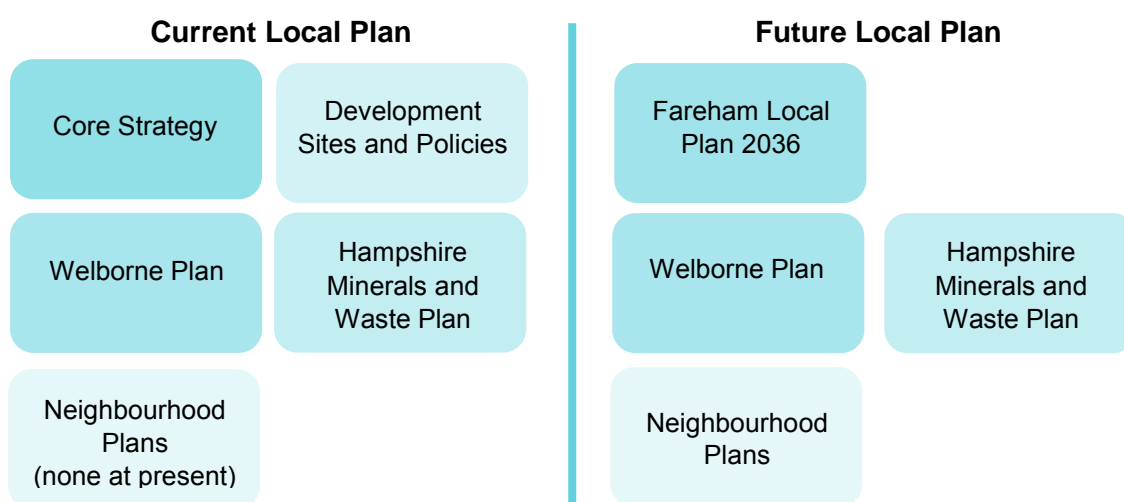 Current Local Plan
Core Strategy
Development
Sites and Policies
Welborne Plan
Hampshire
Minerals and
Waste Plan
Neighbourhood
Plans
(none at present)
Future Local Plan
Fareham Local
Plan 2036
Welborne Plan
Hampshire
Minerals and
Waste Plan
Neighbourhood
Plans